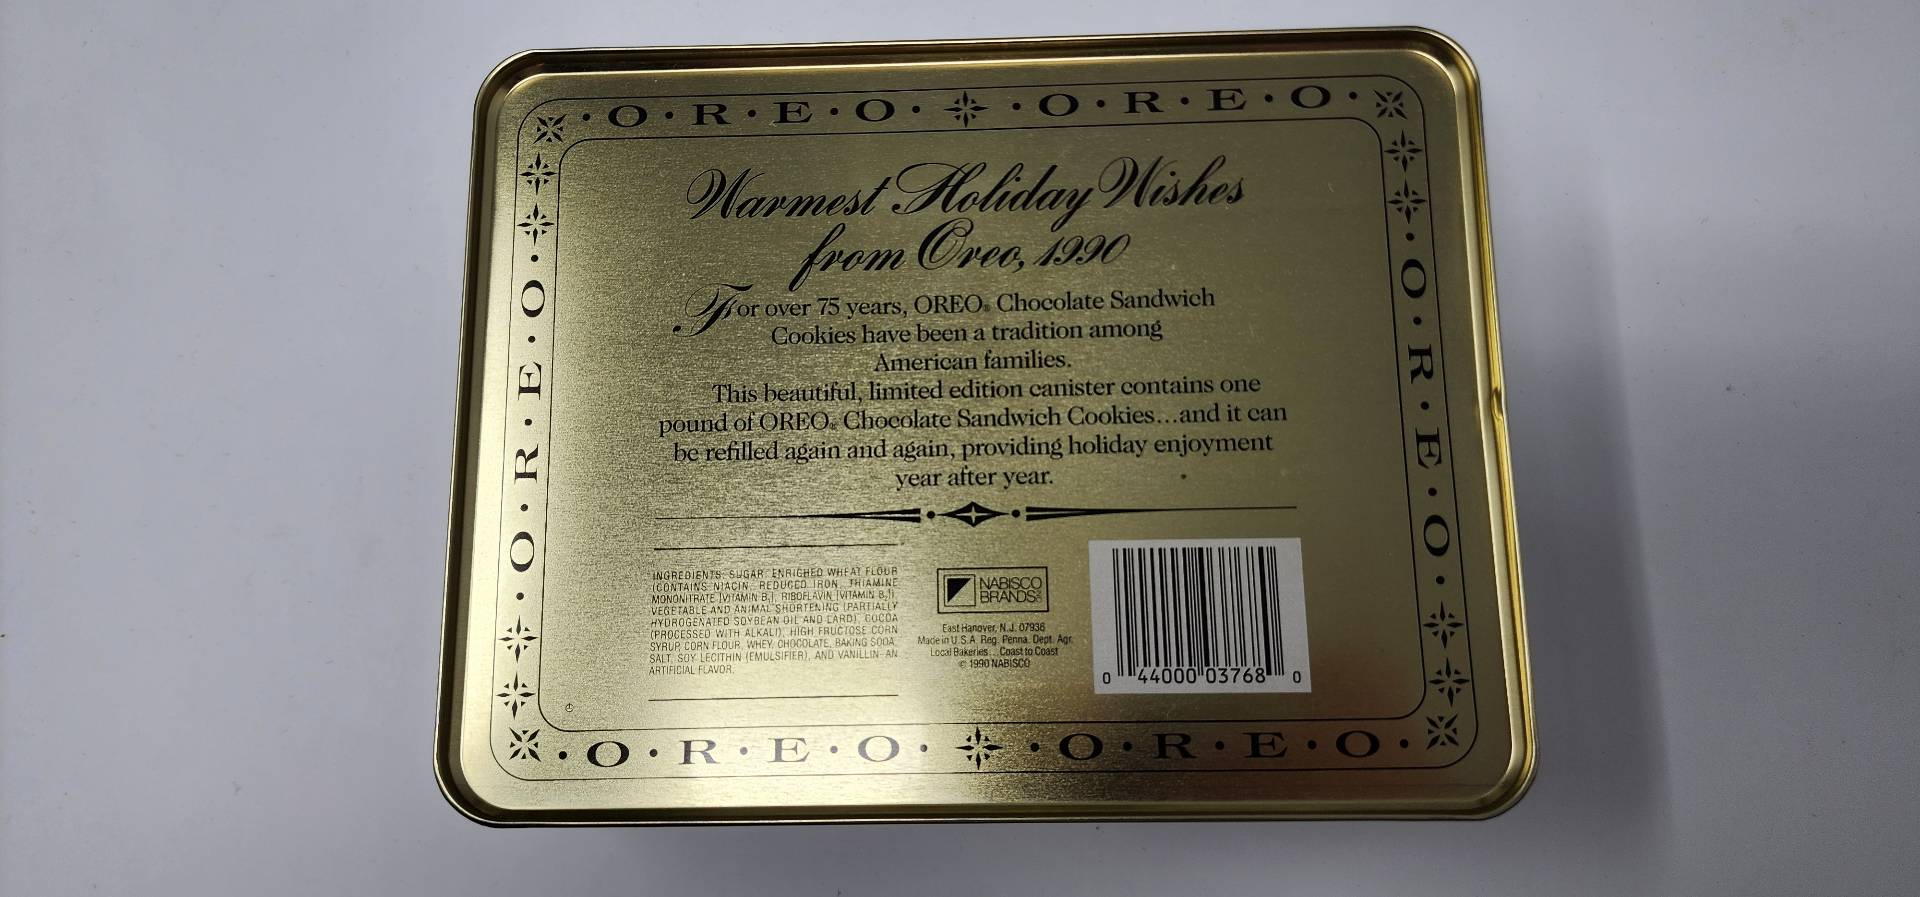 · O · R · E · O · · O · R · E · O ·
· O · R · E · O ·
· O · R · E · O ·
Warmest Holiday Wishes
from Oreo, 1990
For over 75 years, OREO® Chocolate Sandwich
Cookies have been a tradition among
American families.
This beautiful, limited edition canister contains one
pound of OREO® Chocolate Sandwich Cookies...and it can
be refilled again and again, providing holiday enjoyment
year after year.
INGREDIENTS: SUGAR, ENRICHED WHEAT FLOUR
(CONTAINS NIACIN, REDUCED IRON, THIAMINE
MONONITRATE [VITAMIN B₁], RIBOFLAVIN [VITAMIN B₂]),
VEGETABLE AND ANIMAL SHORTENING (PARTIALLY
HYDROGENATED SOYBEAN OIL AND LARD), COCOA
(PROCESSED WITH ALKALI), HIGH FRUCTOSE CORN
SYRUP, CORN FLOUR, WHEY, CHOCOLATE, BAKING SODA,
SALT, SOY LECITHIN (EMULSIFIER), AND VANILLIN-AN
ARTIFICIAL FLAVOR.
NABISCO
BRANDS
East Hanover, N.J. 07936
Made in U.S.A. Reg. Penna. Dept. Agr.
Local Bakeries...Coast to Coast
© 1990 NABISCO
0 44000 03768 0
· O · R · E · O · · O · R · E · O ·